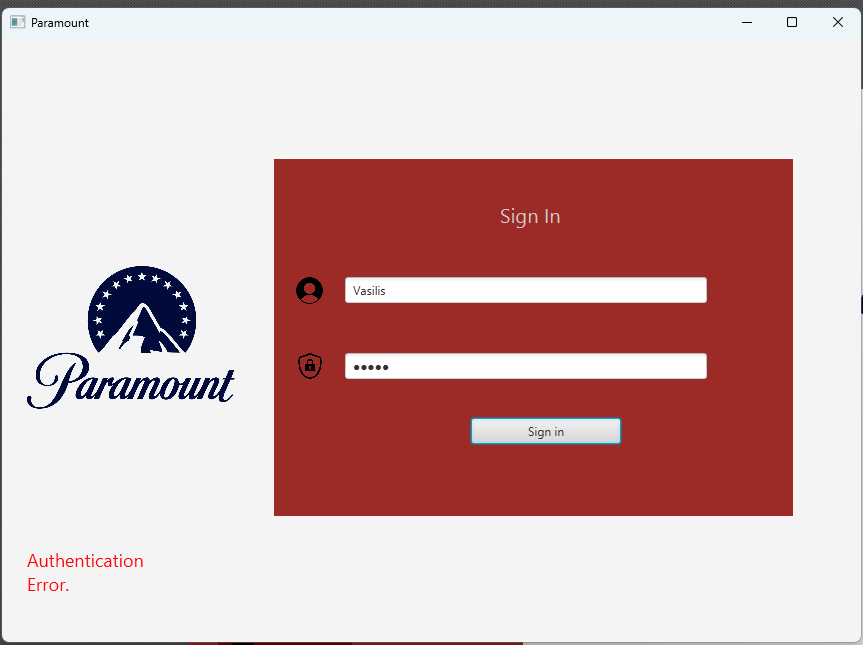 Paramount
Sign In
Vasilis
•••••
Sign in
Paramount
Authentication
Error.